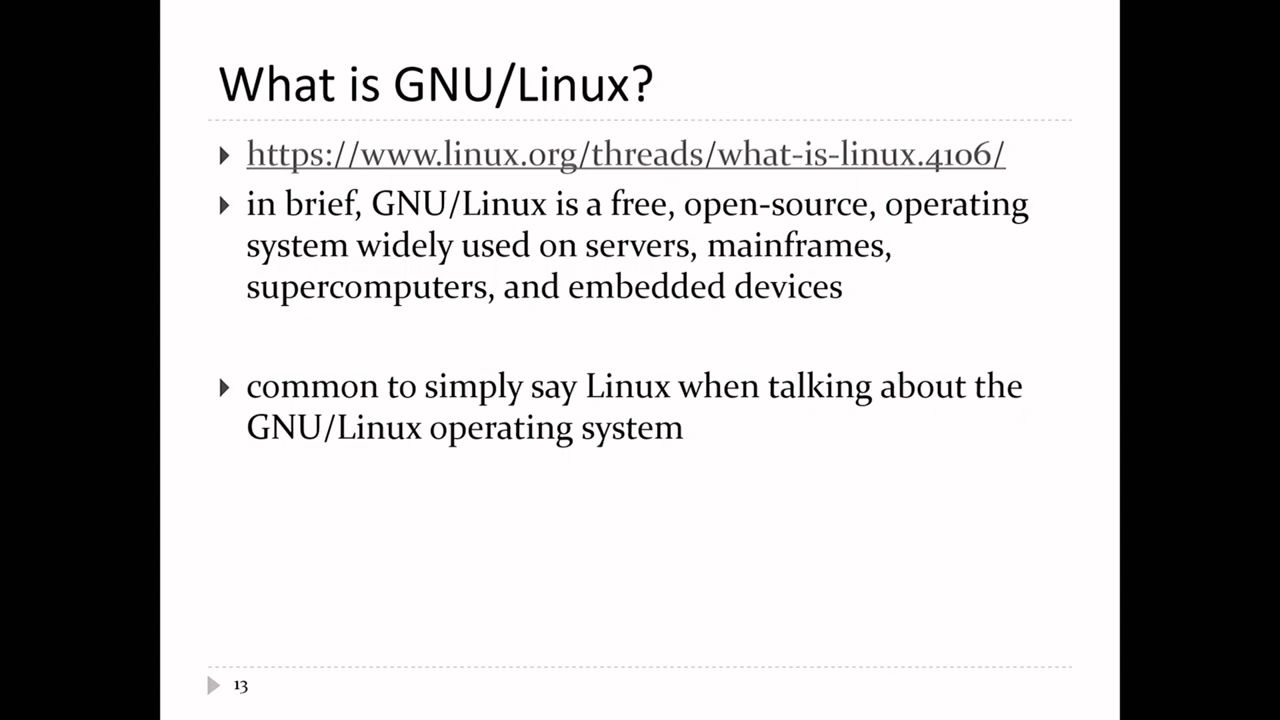 What is GNU/Linux?
https://www.linux.org/threads/what-is-linux.4106/
in brief, GNU/Linux is a free, open-source, operating
system widely used on servers, mainframes,
supercomputers, and embedded devices
common to simply say Linux when talking about the
GNU/Linux operating system
13